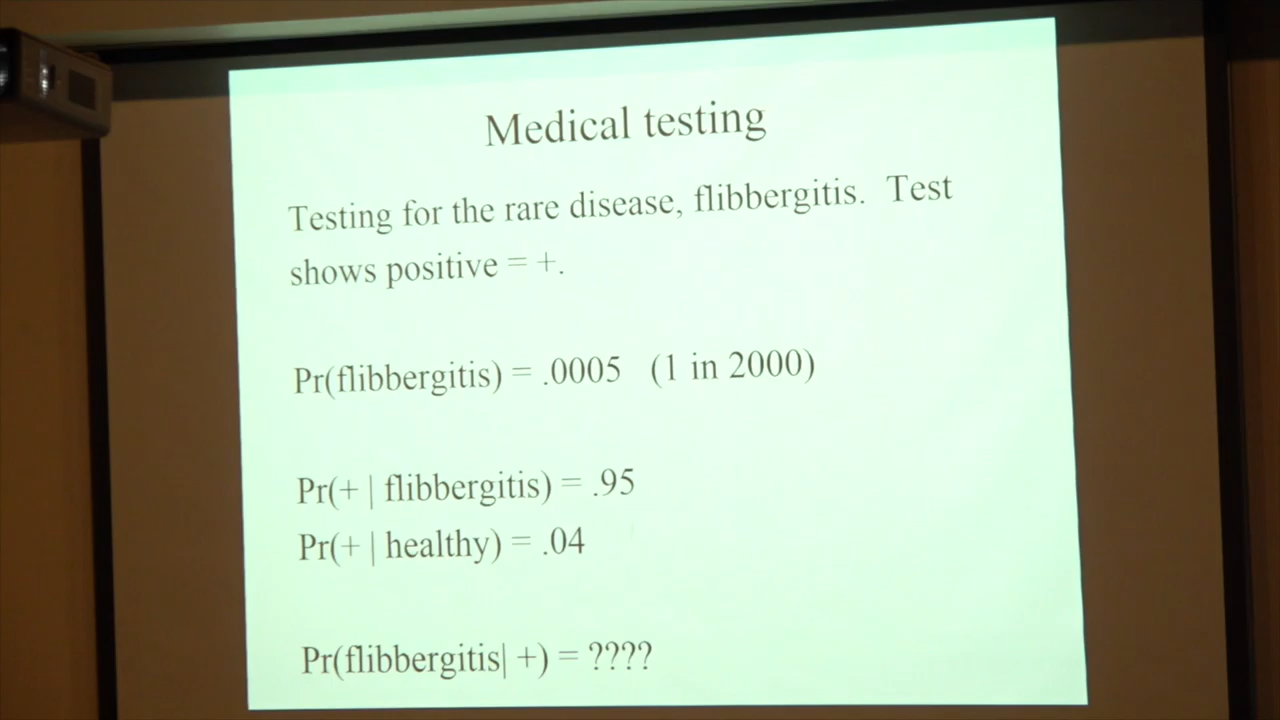 Medical testing
Testing for the rare disease, flibbergitis. Test
shows positive = +.
Pr(flibbergitis) = .0005 (1 in 2000)
Pr(+ | flibbergitis) = .95
Pr(+ | healthy) = .04
Pr(flibbergitis| +) = ????